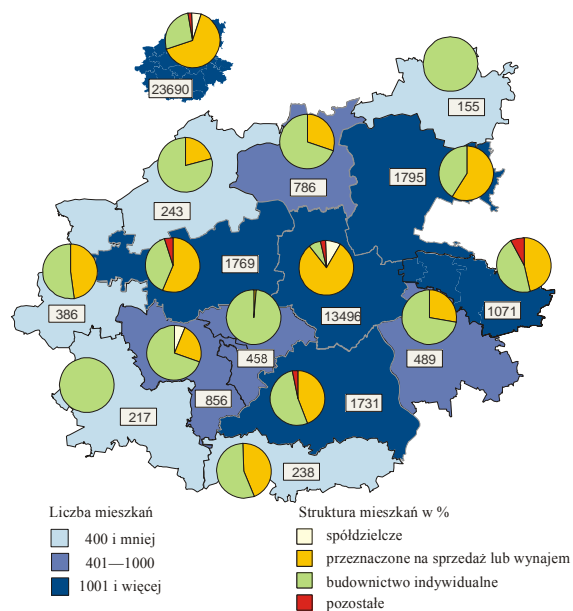 23690
155
786
1795
243
1769
386
13496
1071
458
489
856
217
1731
238
Liczba mieszkań
400 i mniej
401—1000
1001 i więcej
Struktura mieszkań w %
spółdzielcze
przeznaczone na sprzedaż lub wynajem
budownictwo indywidualne
pozostałe